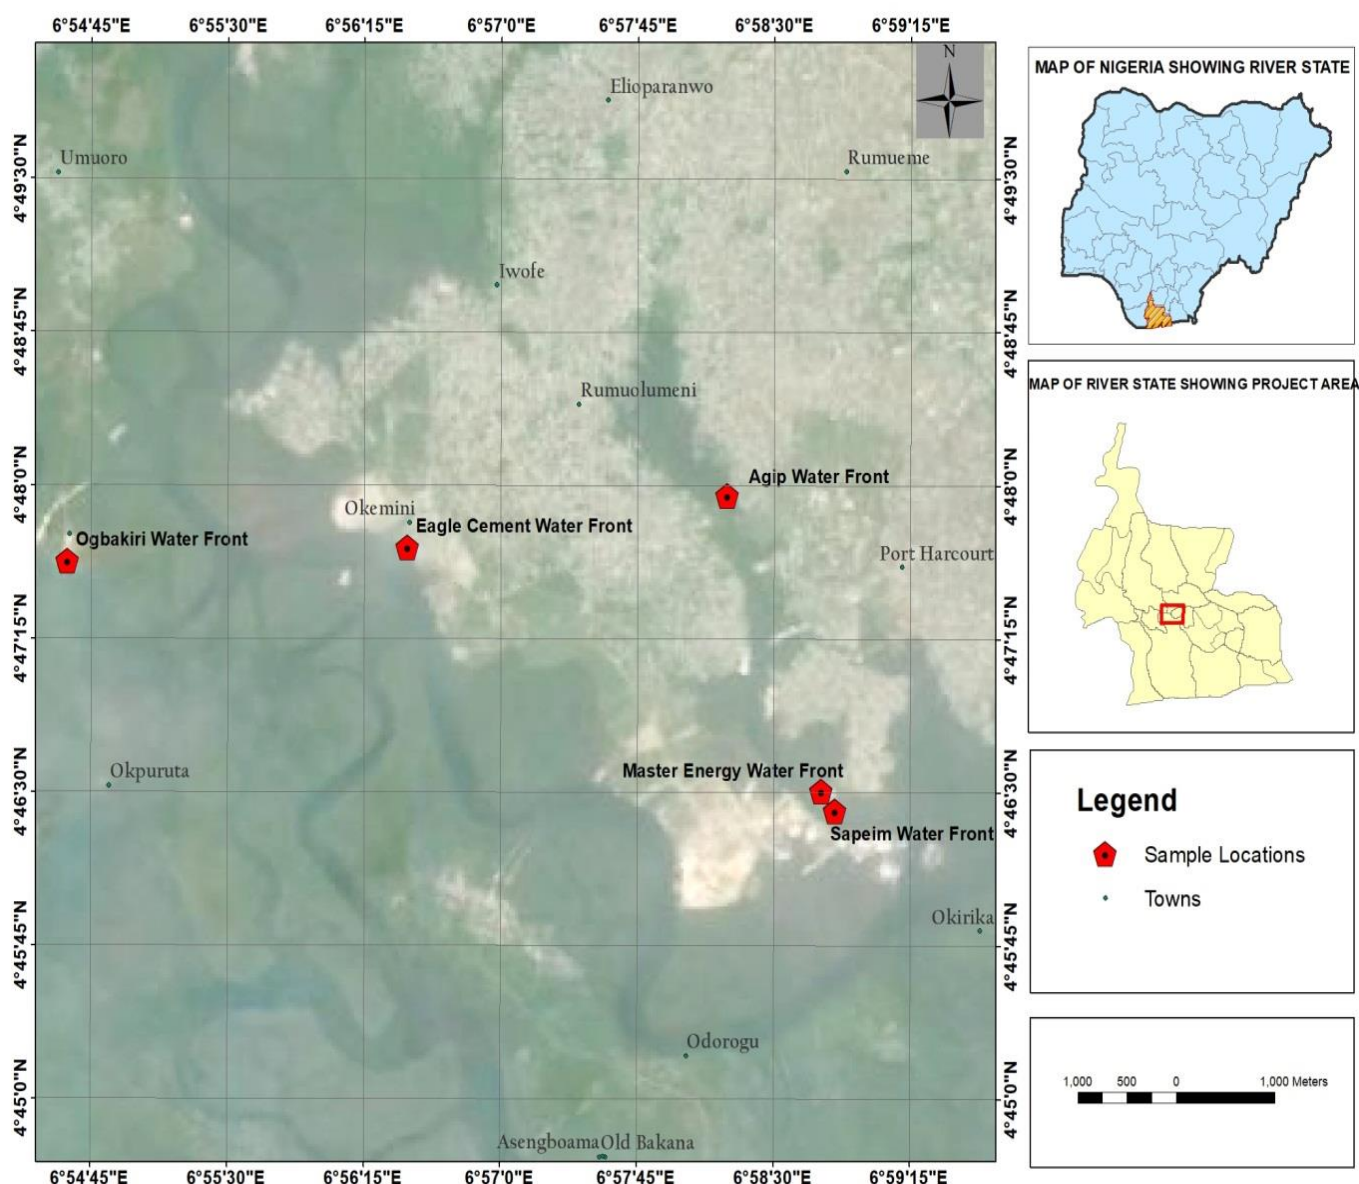 6°54'45"E 6°55'30"E 6°56'15"E 6°57'0"E 6°57'45"E 6°58'30"E 6°59'15"E
N
Elioparanwo
Umuoro
Rumueme
4°49'30"N
4°49'30"N
Iwofe
4°48'45"N
4°48'45"N
Rumuolumeni
Agip Water Front
4°48'0"N
4°48'0"N
Okemini
Eagle Cement Water Front
Ogbakiri Water Front
Port Harcourt
4°47'15"N
4°47'15"N
Okpuruta
Master Energy Water Front
4°46'30"N
4°46'30"N
Sapeim Water Front
Okirika
4°45'45"N
4°45'45"N
Odorogu
4°45'0"N
4°45'0"N
Asengboama Old Bakana
6°54'45"E 6°55'30"E 6°56'15"E 6°57'0"E 6°57'45"E 6°58'30"E 6°59'15"E
MAP OF NIGERIA SHOWING RIVER STATE
MAP OF RIVER STATE SHOWING PROJECT AREA
Legend
Sample Locations
Towns
1,000 500 0 1,000 Meters